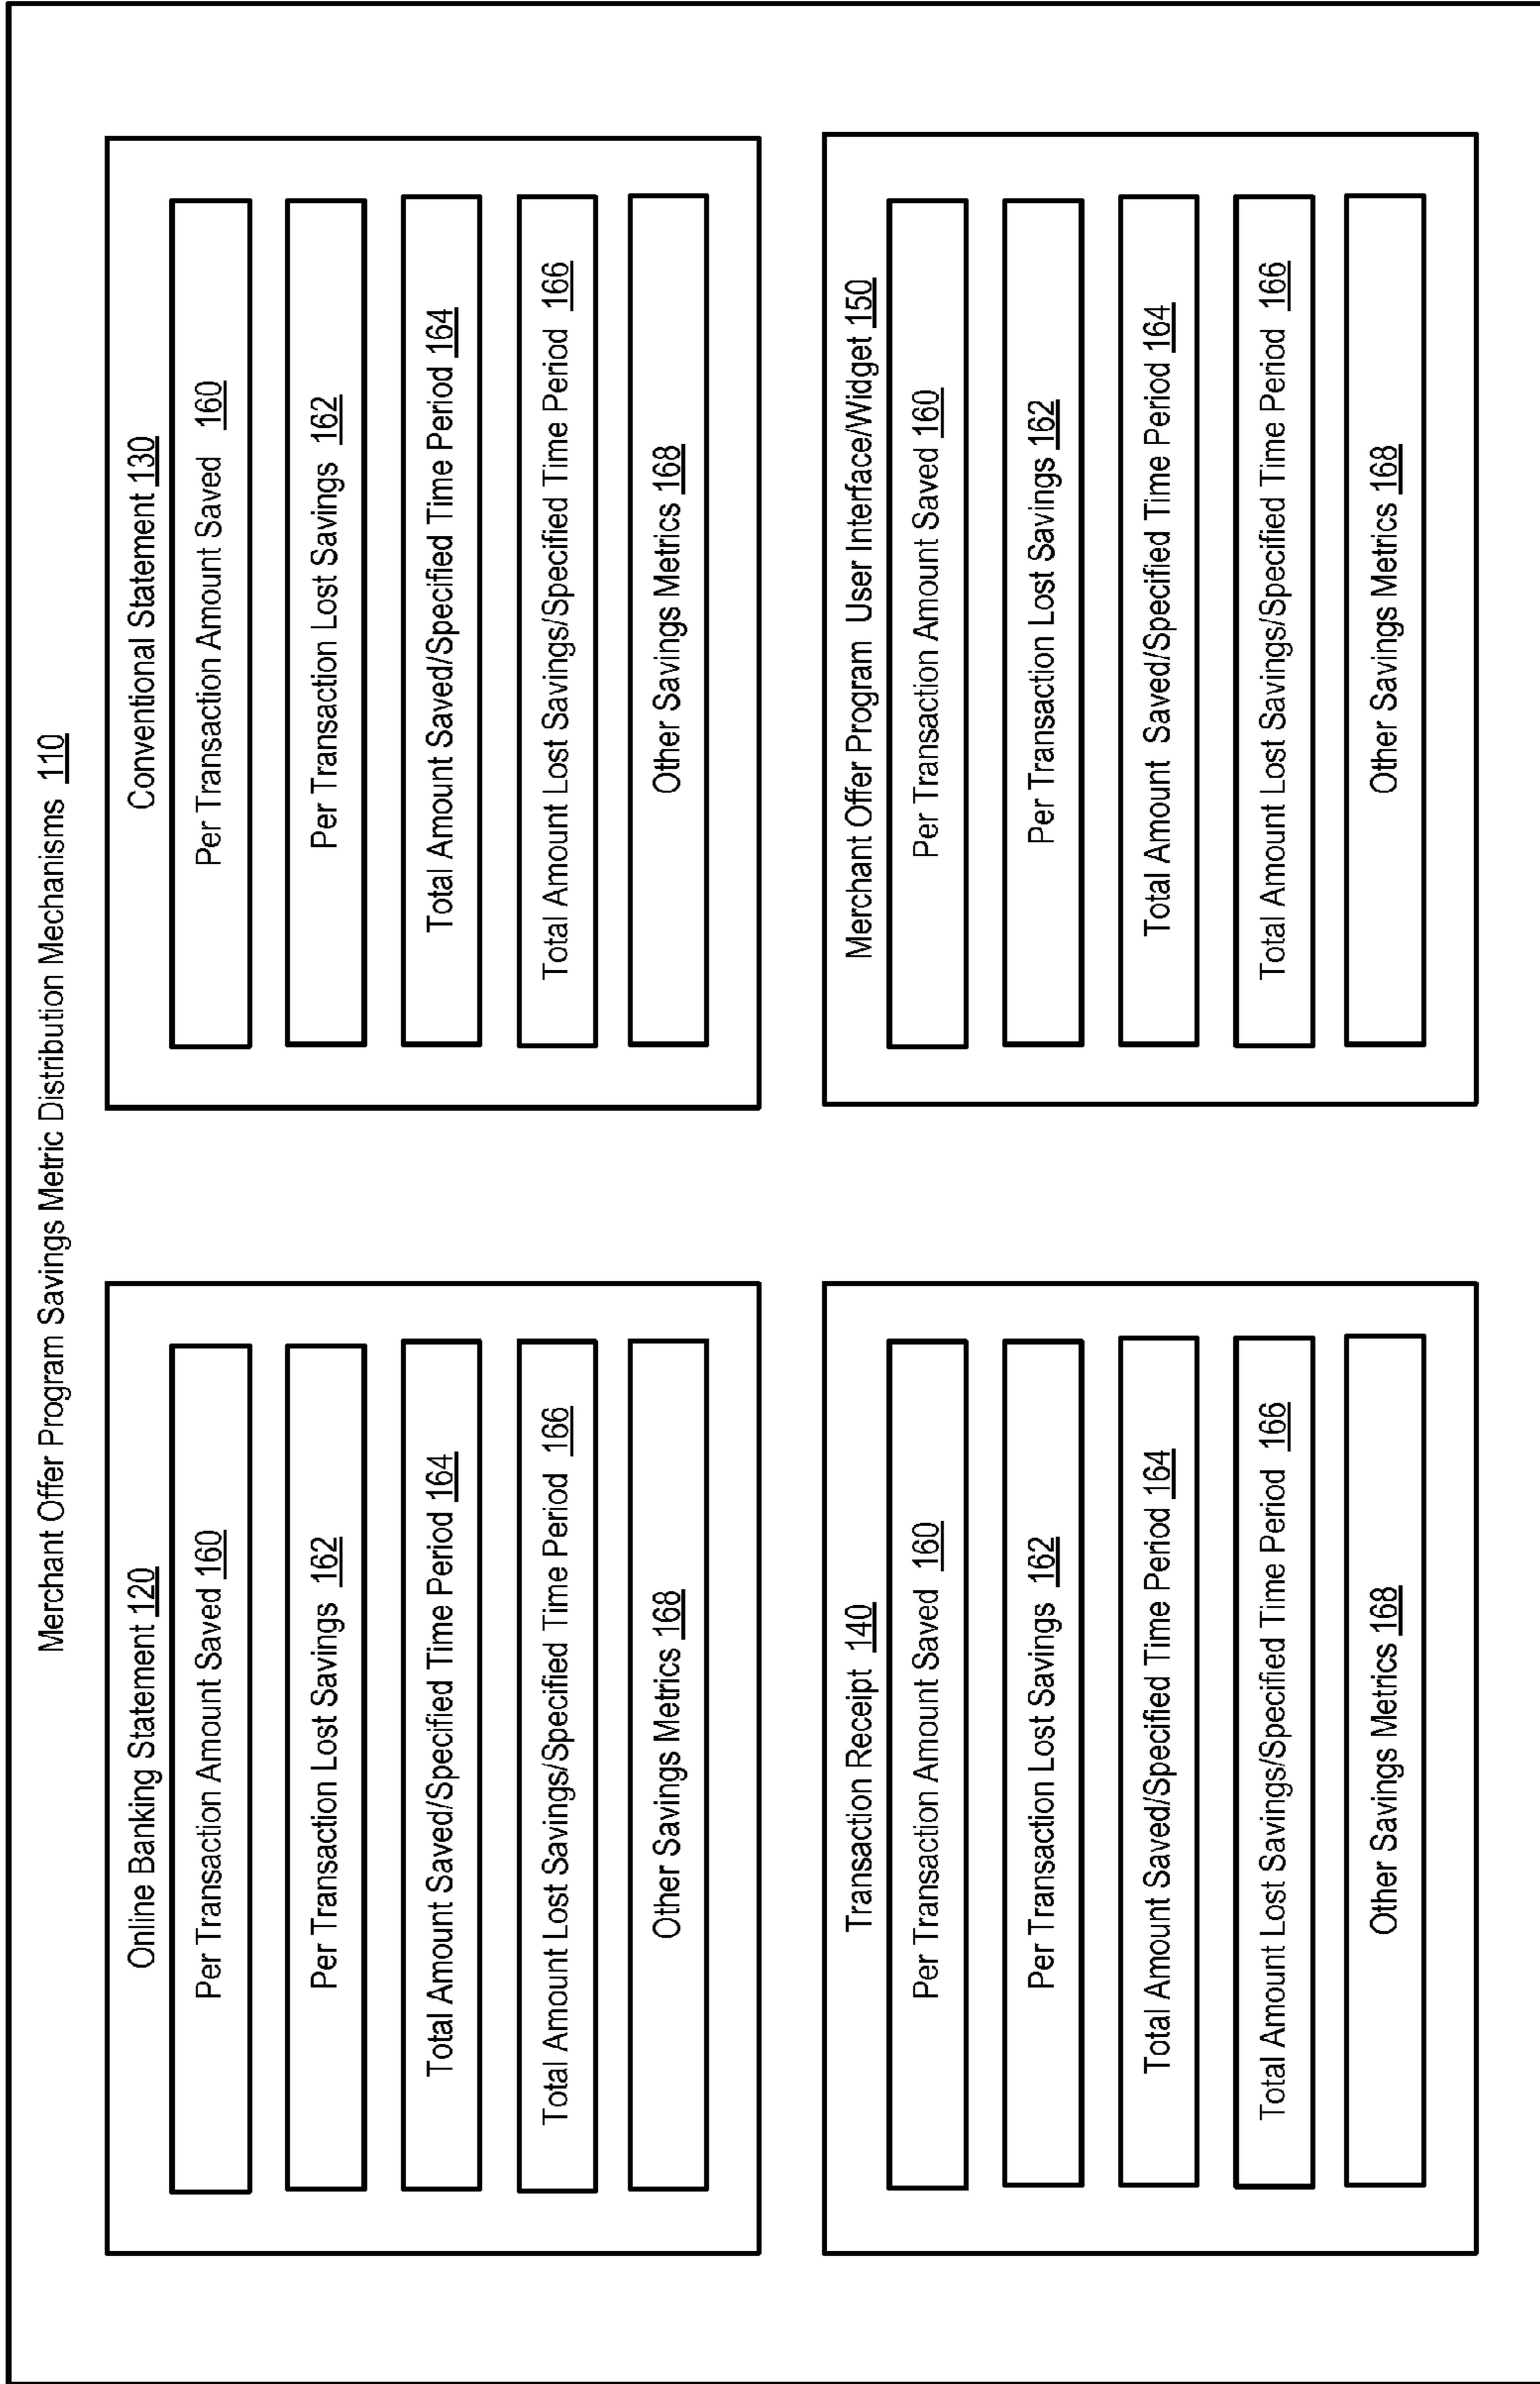 Merchant Offer Program Savings Metric Distribution Mechanisms 110
Online Banking Statement 120
Per Transaction Amount Saved 160
Per Transaction Lost Savings 162
Total Amount Saved/Specified Time Period 164
Total Amount Lost Savings/Specified Time Period 166
Other Savings Metrics 168
Conventional Statement 130
Per Transaction Amount Saved 160
Per Transaction Lost Savings 162
Total Amount Saved/Specified Time Period 164
Total Amount Lost Savings/Specified Time Period 166
Other Savings Metrics 168
Transaction Receipt 140
Per Transaction Amount Saved 160
Per Transaction Lost Savings 162
Total Amount Saved/Specified Time Period 164
Total Amount Lost Savings/Specified Time Period 166
Other Savings Metrics 168
Merchant Offer Program User Interface/Widget 150
Per Transaction Amount Saved 160
Per Transaction Lost Savings 162
Total Amount Saved/Specified Time Period 164
Total Amount Lost Savings/Specified Time Period 166
Other Savings Metrics 168